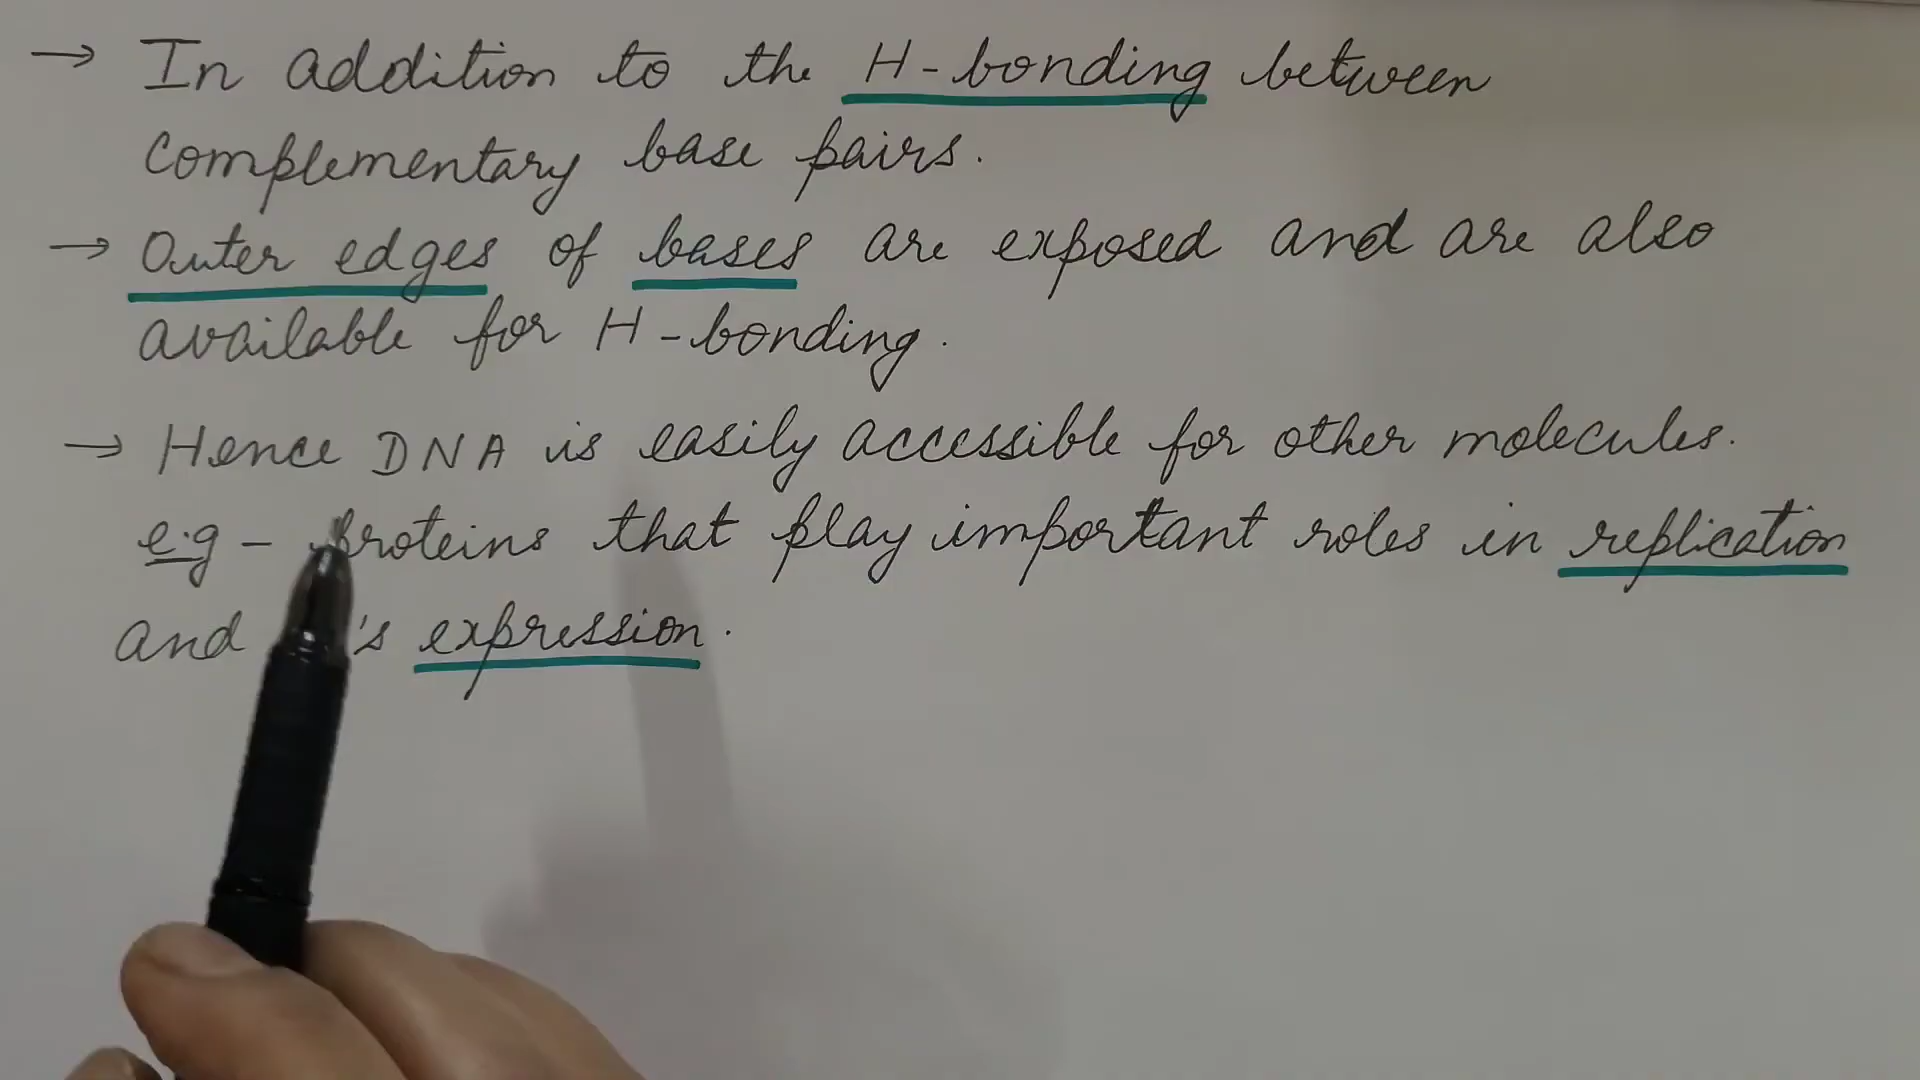 → In addition to the H-bonding between
complementary base pairs.
→ Outer edges of bases are exposed and are also
available for H-bonding.
→ Hence DNA is easily accessible for other molecules.
e.g - proteins that play important roles in replication
and 's expression.